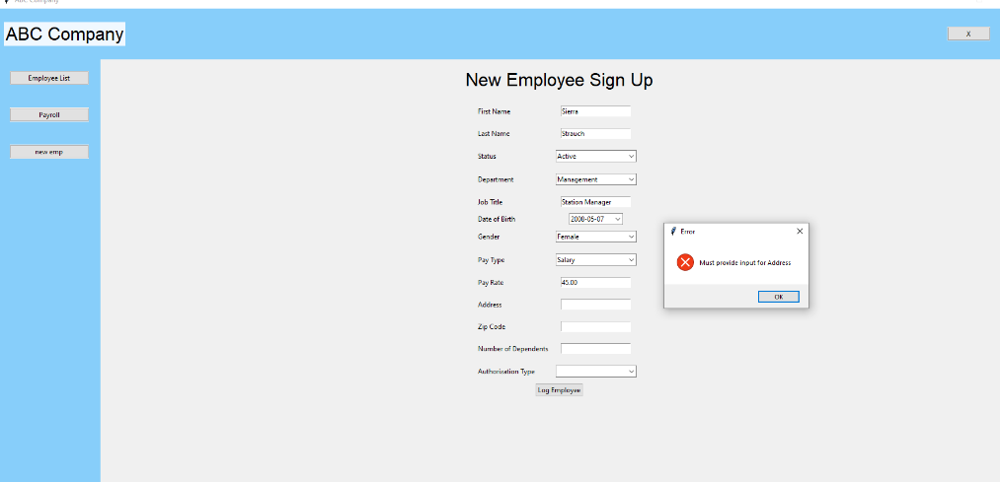 ABC Company
ABC Company
X
Employee List
Payroll
new emp
New Employee Sign Up
First Name Sierra
Last Name Strauch
Status Active
Department Management
Job Title Station Manager
Date of Birth 2008-05-07
Gender Female
Pay Type Salary
Pay Rate 45.00
Address
Zip Code
Number of Dependents
Authorization Type
Log Employee
Error
Must provide input for Address
OK